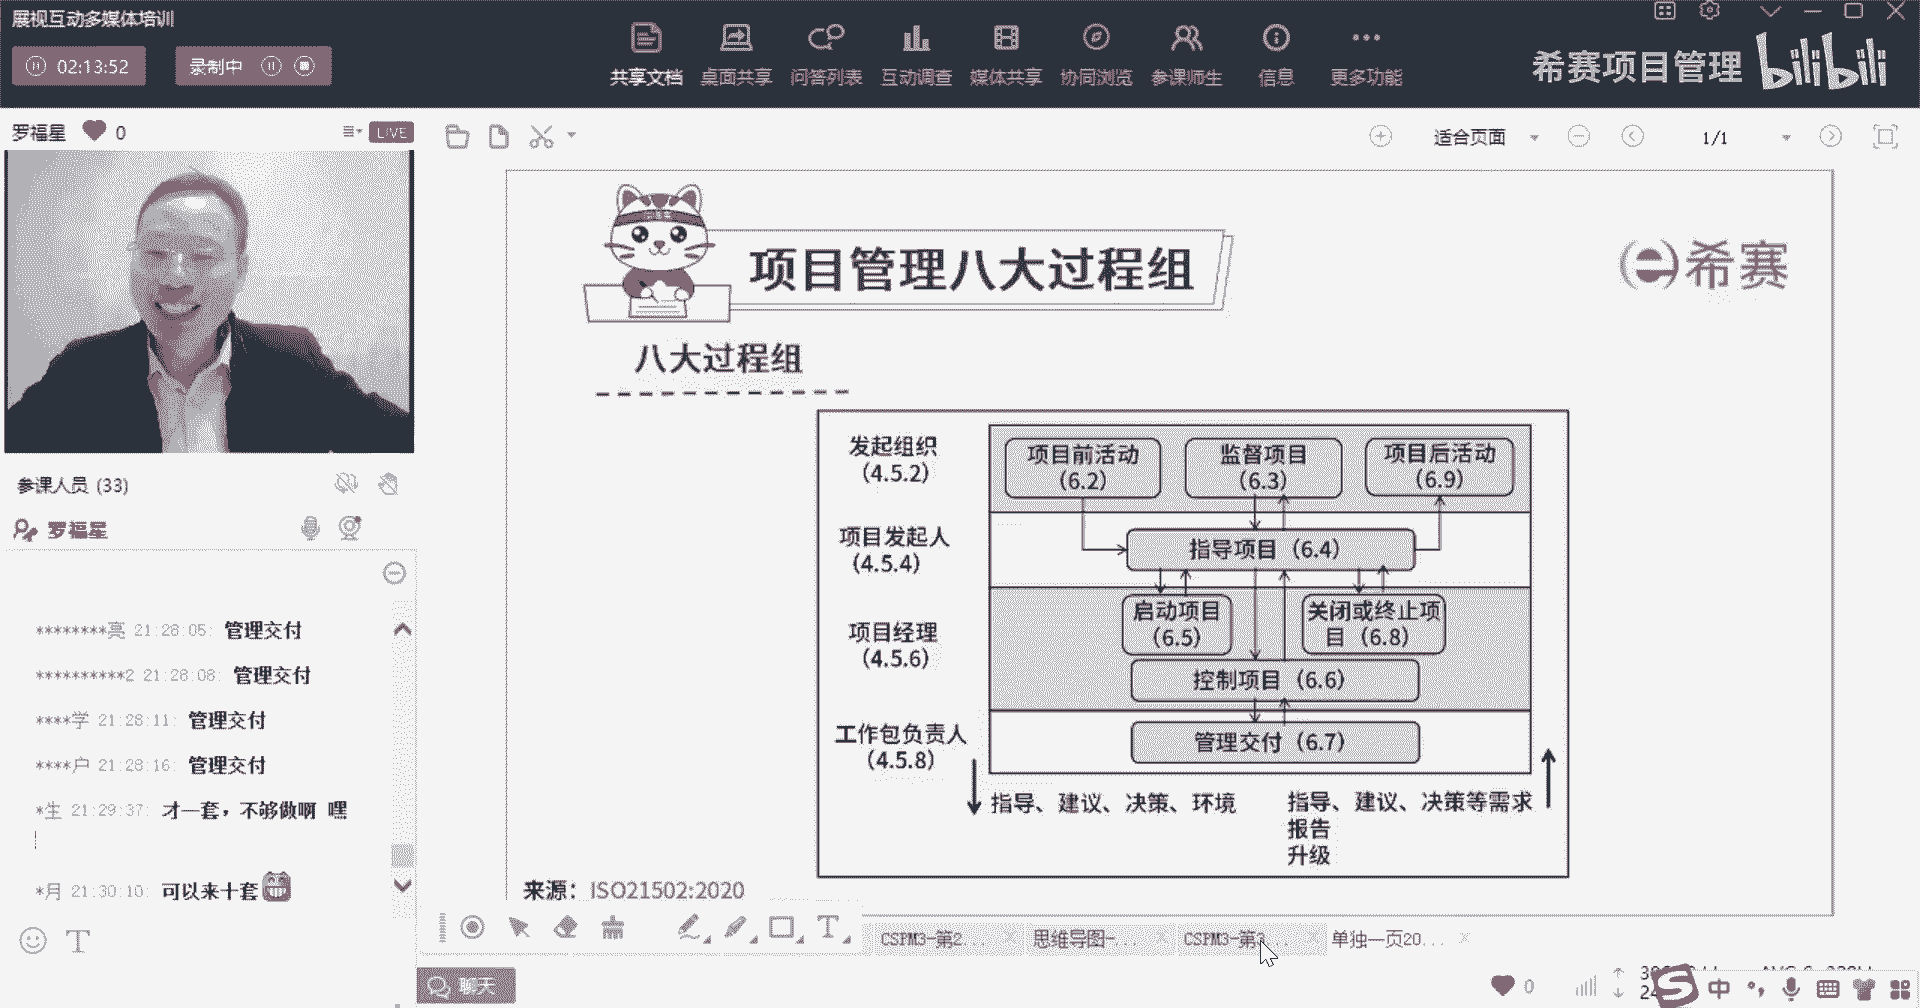 展视互动多媒体培训
02:13:52
录制中
共享文档
桌面共享
问答列表
互动调查
媒体共享
协同浏览
参课师生
信息
更多功能
希赛项目管理
bilibili
罗福星
0
LIVE
适合页面
1/1
参课人员 (33)
罗福星
********亮 21:28:05: 管理交付
**********2 21:28:08: 管理交付
****学 21:28:11: 管理交付
****户 21:28:16: 管理交付
*生 21:29:37: 才一套，不够做啊 嘿
*月 21:30:10: 可以来十套
T
聊天
项目管理八大过程组
希赛
八大过程组
发起组织
（4.5.2）
项目前活动
（6.2）
监督项目
（6.3）
项目后活动
（6.9）
项目发起人
（4.5.4）
指导项目（6.4）
项目经理
（4.5.6）
启动项目
（6.5）
关闭或终止项
目（6.8）
控制项目（6.6）
工作包负责人
（4.5.8）
管理交付（6.7）
指导、建议、决策、环境
指导、建议、决策等需求
报告
升级
来源：ISO21502:2020
T
CSPM3-第2...
思维导图-...
CSPM3-第3...
单独一页20...
0
中